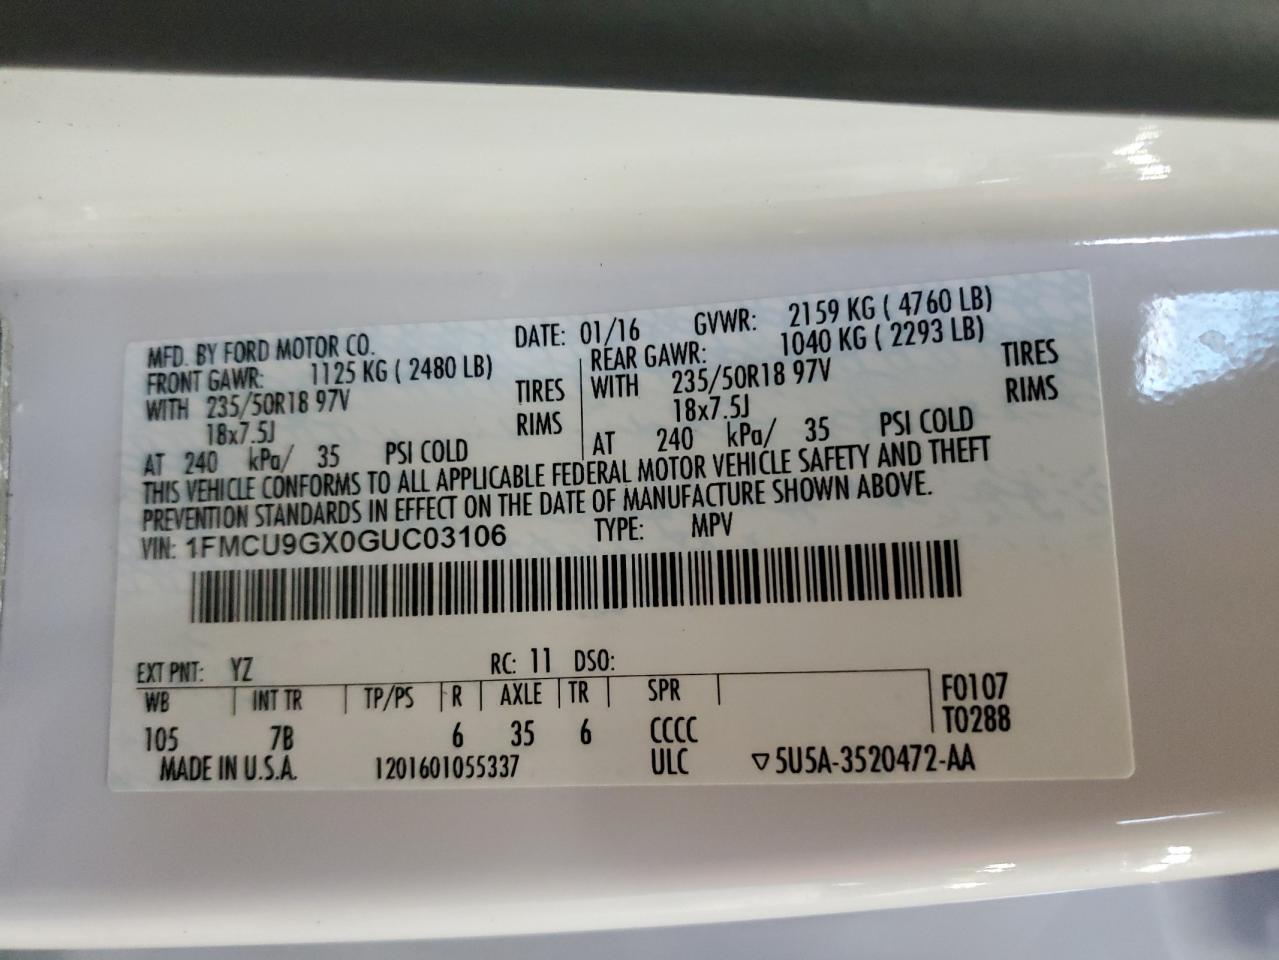 MFD. BY FORD MOTOR CO. DATE: 01/16 GVWR: 2159 KG ( 4760 LB)
FRONT GAWR: 1125 KG ( 2480 LB) REAR GAWR: 1040 KG ( 2293 LB)
WITH 235/50R18 97V TIRES WITH 235/50R18 97V TIRES
18x7.5J RIMS 18x7.5J RIMS
AT 240 kPa/ 35 PSI COLD AT 240 kPa/ 35 PSI COLD
THIS VEHICLE CONFORMS TO ALL APPLICABLE FEDERAL MOTOR VEHICLE SAFETY AND THEFT
PREVENTION STANDARDS IN EFFECT ON THE DATE OF MANUFACTURE SHOWN ABOVE.
VIN: 1FMCU9GX0GUC03106 TYPE: MPV
EXT PNT: YZ RC: 11 DSO:
WB INT TR TP/PS R AXLE TR SPR F0107
105 7B 6 35 6 CCCC T0288
MADE IN U.S.A. 1201601055337 ULC ▽5U5A-3520472-AA